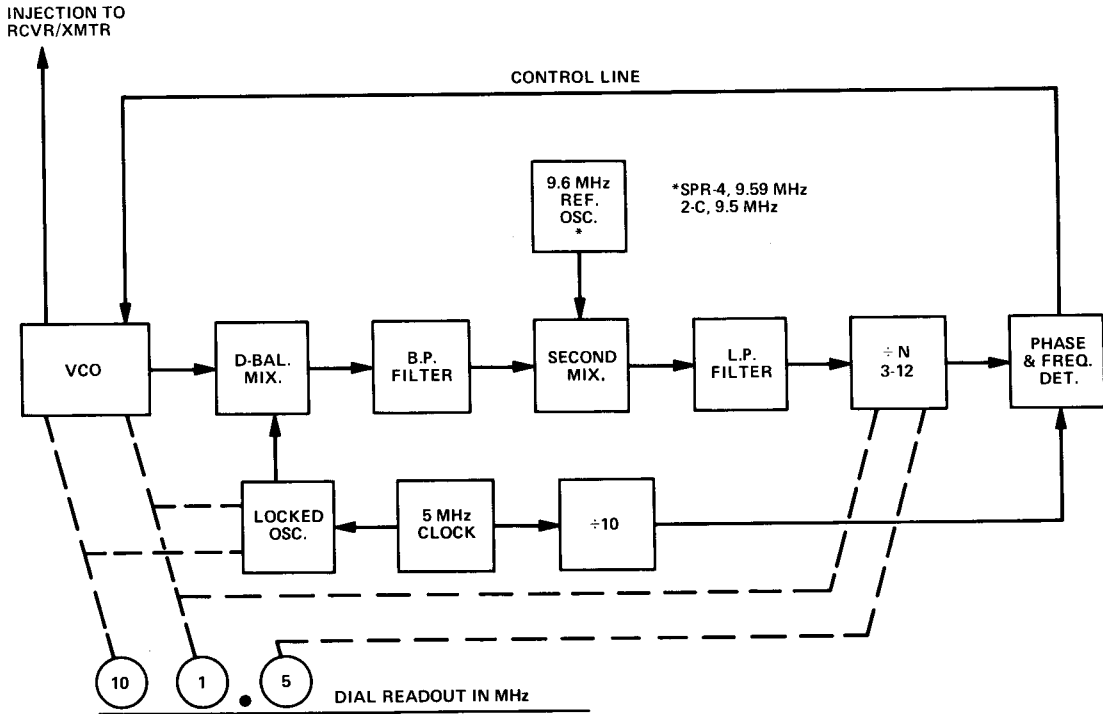 INJECTION TO
RCVR/XMTR
CONTROL LINE
9.6 MHz
REF.
OSC.
*
*SPR-4, 9.59 MHz
2-C, 9.5 MHz
VCO
D-BAL.
MIX.
B.P.
FILTER
SECOND
MIX.
L.P.
FILTER
÷ N
3-12
PHASE
& FREQ.
DET.
LOCKED
OSC.
5 MHz
CLOCK
÷10
10
1
5
DIAL READOUT IN MHz